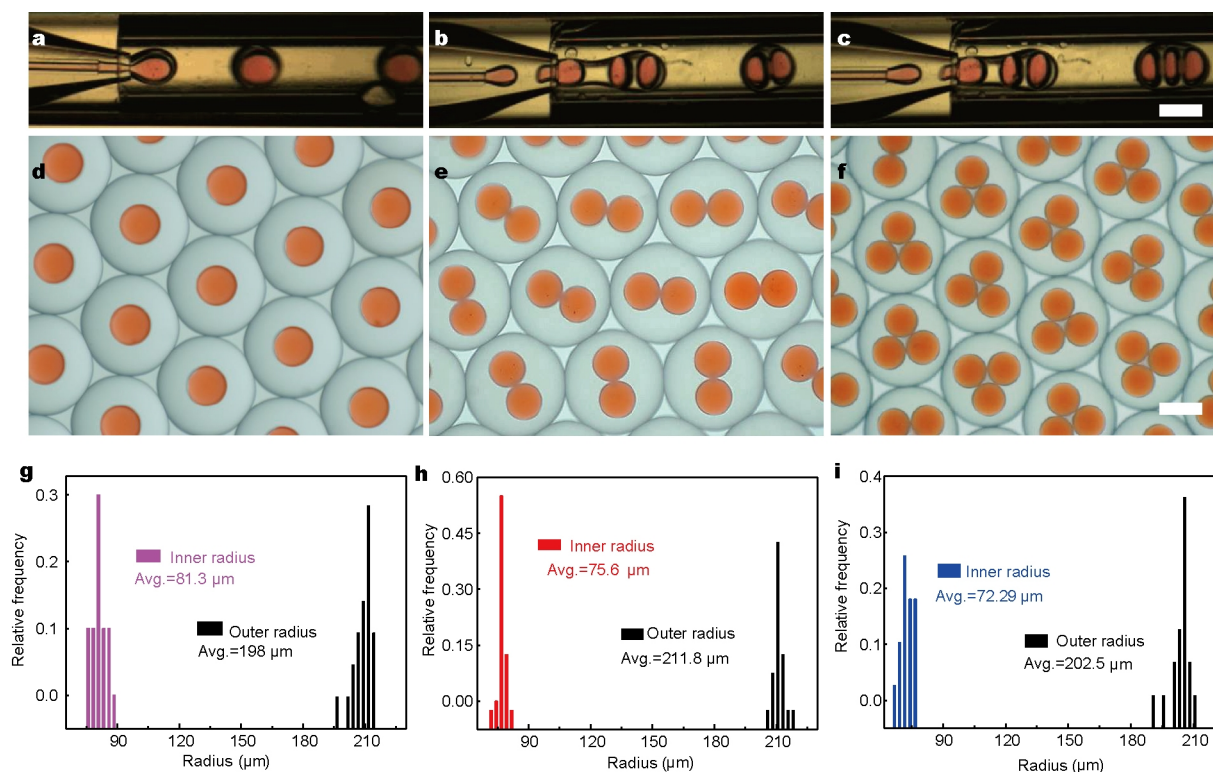 a
b
c
d
e
f
g
h
i
0.3
0.1
0.0
Relative frequency
Inner radius
Avg.=81.3 µm
Outer radius
Avg.=198 µm
90 120 150 180 210
Radius (µm)
0.60
0.45
0.30
0.15
0.00
Relative frequency
Inner radius
Avg.=75.6 µm
Outer radius
Avg.=211.8 µm
90 120 150 180 210
Radius (µm)
0.4
0.3
0.2
0.1
0.0
Relative frequency
Inner radius
Avg.=72.29 µm
Outer radius
Avg.=202.5 µm
90 120 150 180 210
Radius (µm)